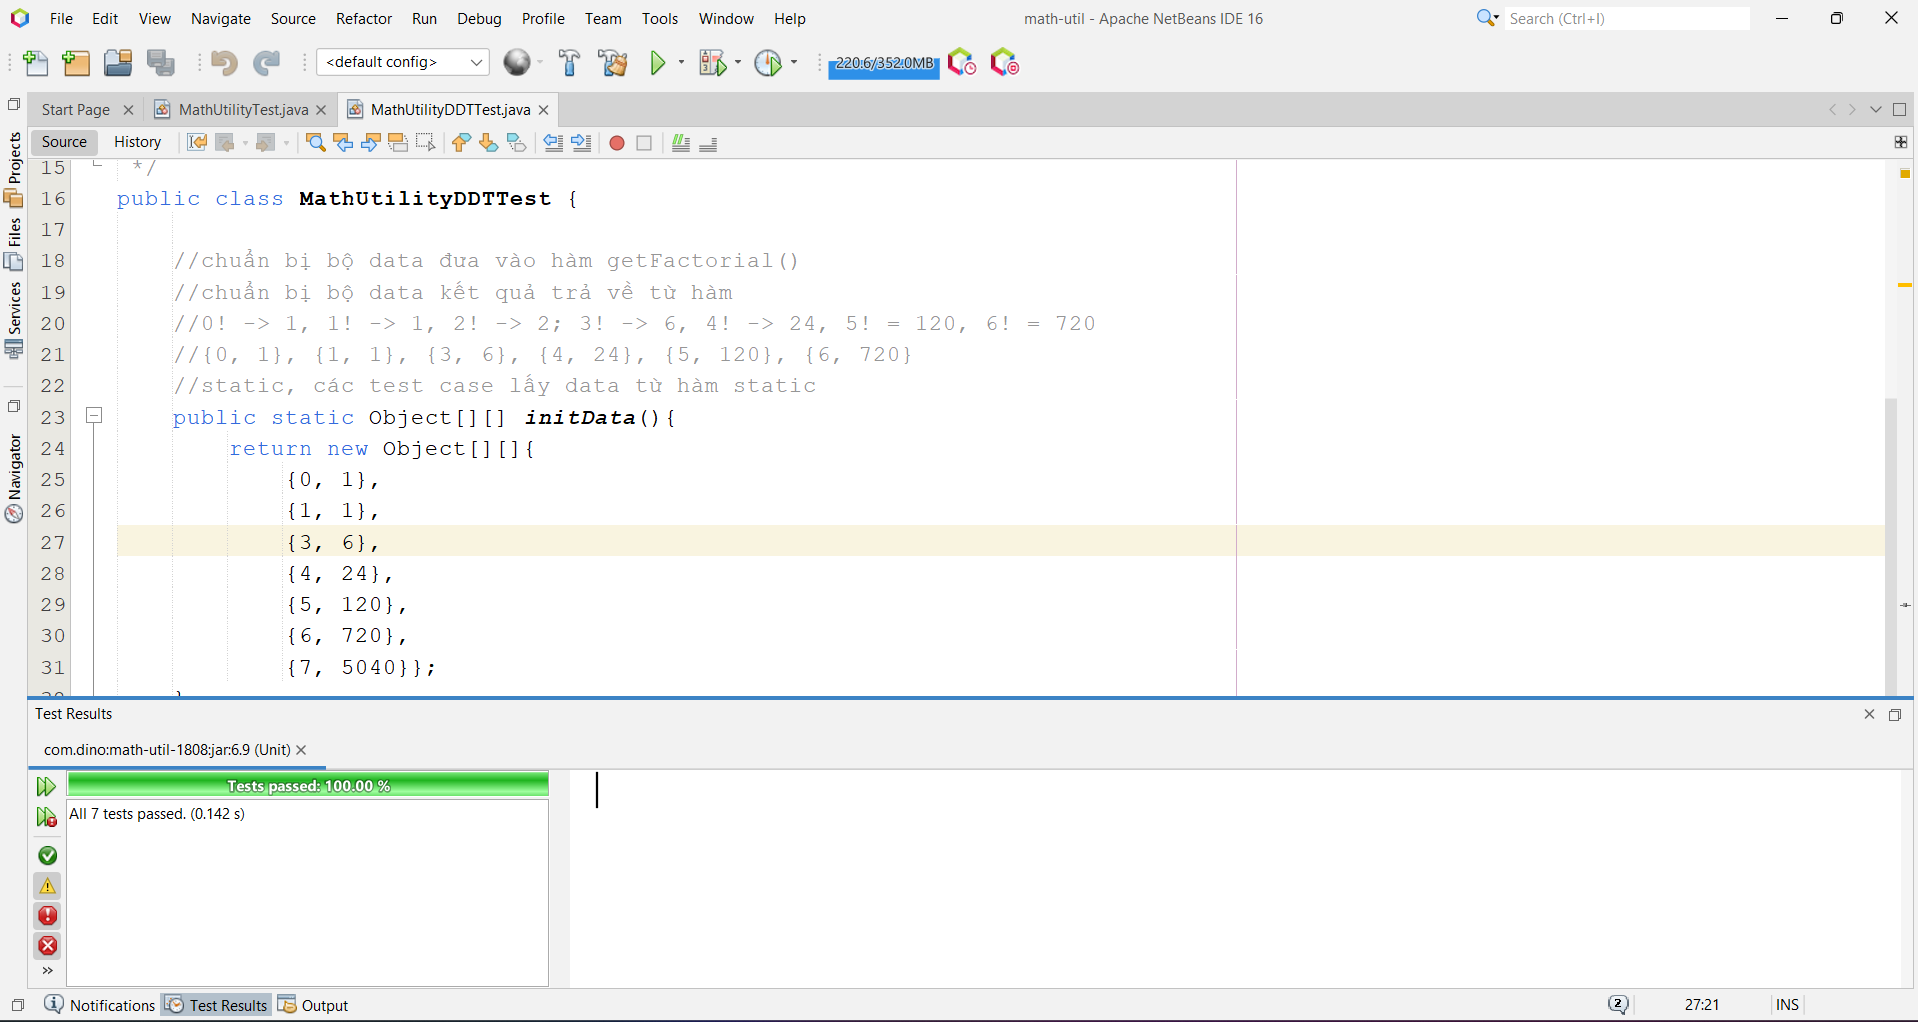 File Edit View Navigate Source Refactor Run Debug Profile Team Tools Window Help
math-util - Apache NetBeans IDE 16
Search (Ctrl+I)
<default config>
220.6/352.0MB
Start Page
MathUtilityTest.java
MathUtilityDDTTest.java
Source History
Projects
Files
Services
Navigator
15 */
16 public class MathUtilityDDTTest {
17
18 //chuẩn bị bộ data đưa vào hàm getFactorial()
19 //chuẩn bị bộ data kết quả trả về từ hàm
20 //0! -> 1, 1! -> 1, 2! -> 2; 3! -> 6, 4! -> 24, 5! = 120, 6! = 720
21 //{0, 1}, {1, 1}, {3, 6}, {4, 24}, {5, 120}, {6, 720}
22 //static, các test case lấy data từ hàm static
23 public static Object[][] initData(){
24 return new Object[][]{
25 {0, 1},
26 {1, 1},
27 {3, 6},
28 {4, 24},
29 {5, 120},
30 {6, 720},
31 {7, 5040}};
Test Results
com.dino:math-util-1808:jar:6.9 (Unit)
Tests passed: 100.00 %
All 7 tests passed. (0.142 s)
Notifications Test Results Output
2
27:21
INS